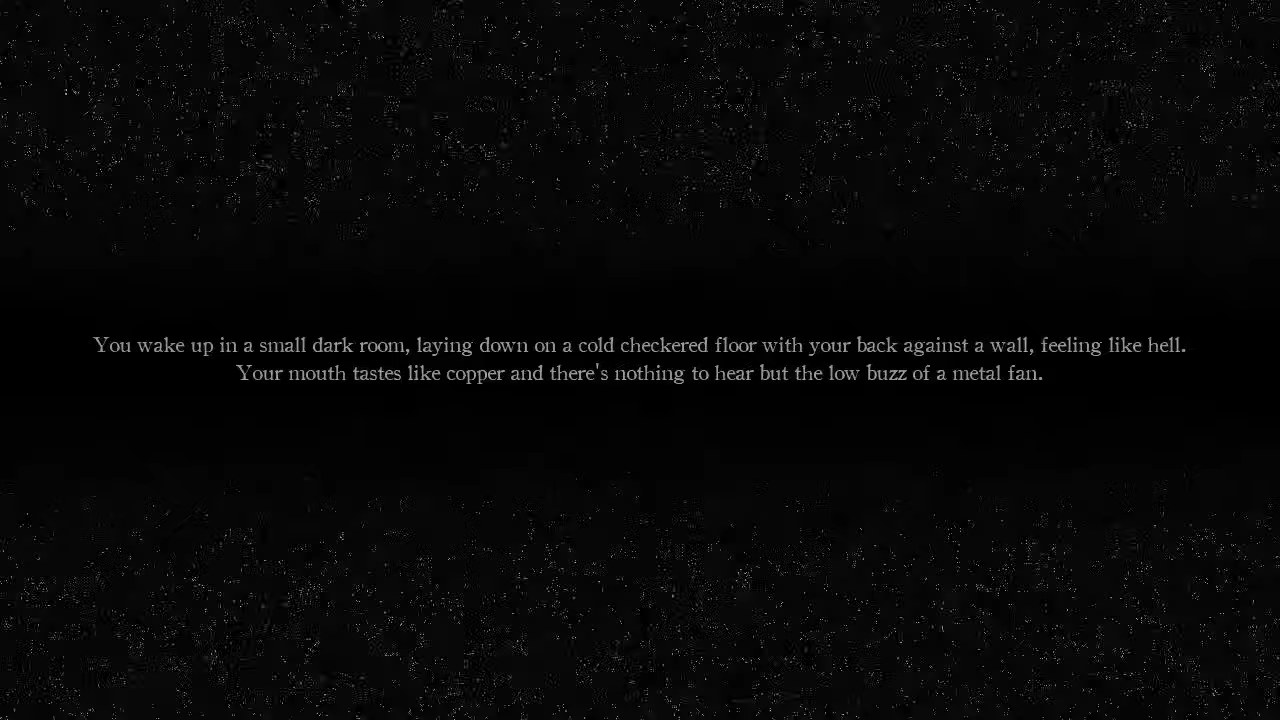 You wake up in a small dark room, laying down on a cold checkered floor with your back against a wall, feeling like hell.
Your mouth tastes like copper and there's nothing to hear but the low buzz of a metal fan.